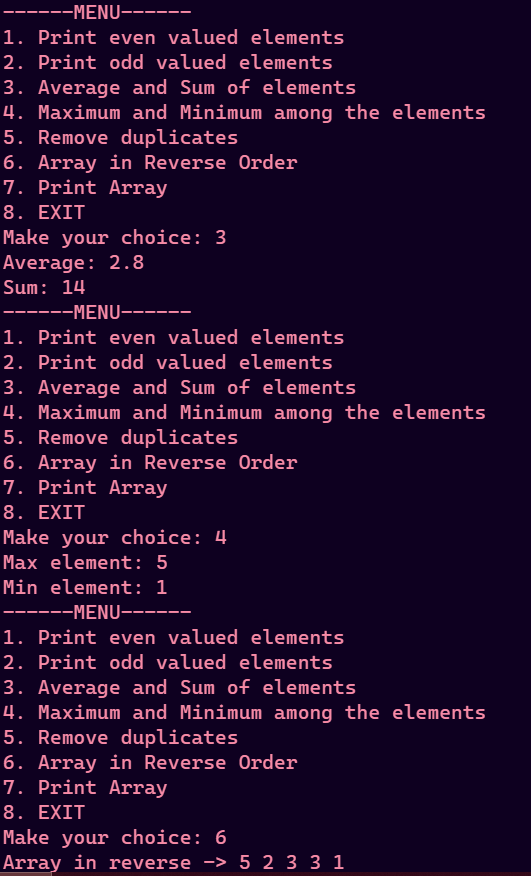 ------MENU------
1. Print even valued elements
2. Print odd valued elements
3. Average and Sum of elements
4. Maximum and Minimum among the elements
5. Remove duplicates
6. Array in Reverse Order
7. Print Array
8. EXIT
Make your choice: 3
Average: 2.8
Sum: 14
------MENU------
1. Print even valued elements
2. Print odd valued elements
3. Average and Sum of elements
4. Maximum and Minimum among the elements
5. Remove duplicates
6. Array in Reverse Order
7. Print Array
8. EXIT
Make your choice: 4
Max element: 5
Min element: 1
------MENU------
1. Print even valued elements
2. Print odd valued elements
3. Average and Sum of elements
4. Maximum and Minimum among the elements
5. Remove duplicates
6. Array in Reverse Order
7. Print Array
8. EXIT
Make your choice: 6
Array in reverse -> 5 2 3 3 1